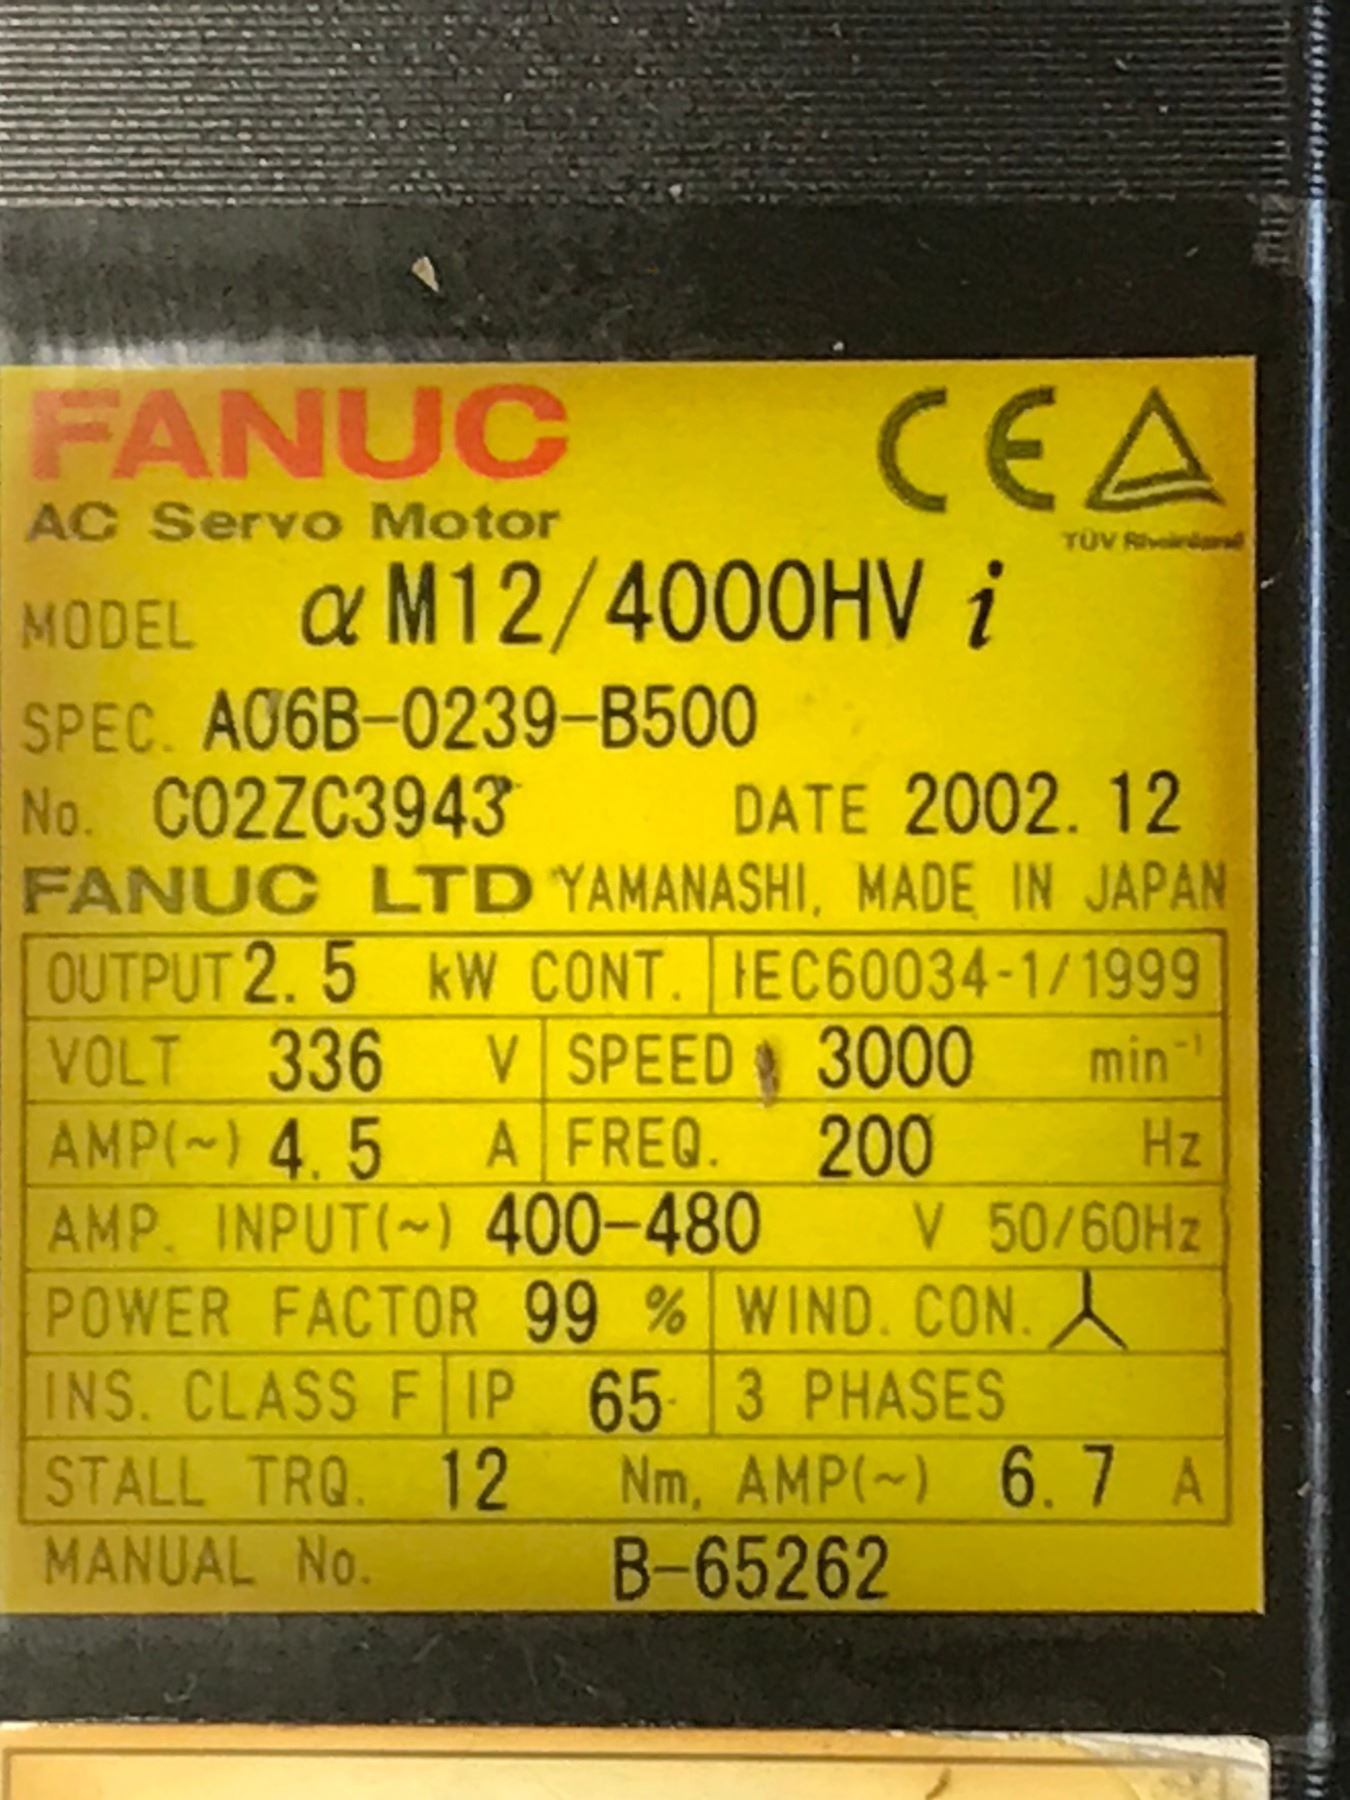 FANUC
CE
AC Servo Motor
TÜV Rheinland
MODEL αM12/4000HV i
SPEC. A06B-0239-B500
No. C02ZC3943 DATE 2002.12
FANUC LTD YAMANASHI, MADE IN JAPAN
OUTPUT 2.5 kW CONT. IEC60034-1/1999
VOLT 336 V SPEED 3000 min⁻¹
AMP(~) 4.5 A FREQ. 200 Hz
AMP. INPUT(~) 400-480 V 50/60Hz
POWER FACTOR 99 % WIND. CON.
INS. CLASS F IP 65 3 PHASES
STALL TRQ. 12 Nm, AMP(~) 6.7 A
MANUAL No. B-65262